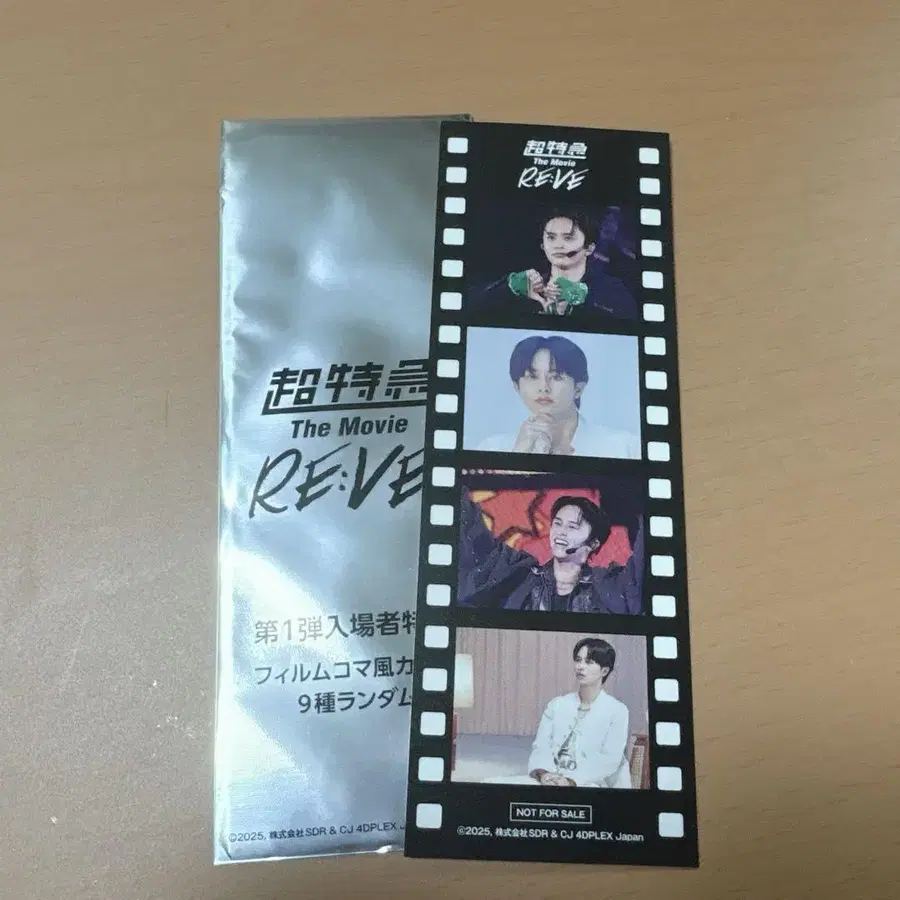 超特急
The Movie
RE:VE
第1弾入場者特
フィルムコマ風カ
9種ランダム
©2025, 株式会社SDR & CJ 4DPLEX J
超特急
The Movie
RE:VE
NOT FOR SALE
©2025, 株式会社SDR & CJ 4DPLEX Japan